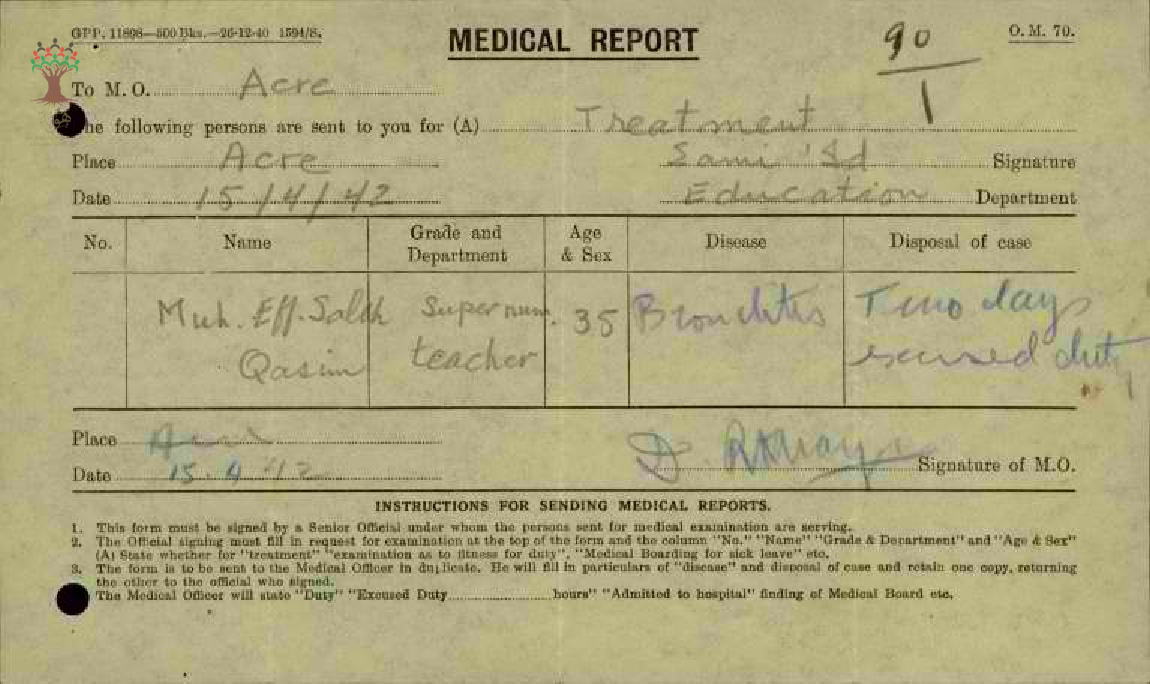 GPP. 11898—500 Bks.—26-12-40 1594/S.
MEDICAL REPORT
90
1
O. M. 70.
To M. O. Acre
The following persons are sent to you for (A) Treatment
Place Acre Sami 'Id Signature
Date 15/4/42 Education Department
No. Name Grade and Department Age & Sex Disease Disposal of case
Muh. Eff. Saleh Supernum. 35 Bronchitis Two days
Qasim teacher excused duty
Place Acre
Date 15.4.42 D. Signature of M.O.
INSTRUCTIONS FOR SENDING MEDICAL REPORTS.
1. This form must be signed by a Senior Official under whom the persons sent for medical examination are serving.
2. The Official signing must fill in request for examination at the top of the form and the column "No." "Name" "Grade & Department" and "Age & Sex"
(A) State whether for "treatment" "examination as to fitness for duty", "Medical Boarding for sick leave" etc.
3. The form is to be sent to the Medical Officer in duplicate. He will fill in particulars of "disease" and disposal of case and retain one copy, returning
the other to the official who signed.
The Medical Officer will state "Duty" "Excused Duty hours" "Admitted to hospital" finding of Medical Board etc.